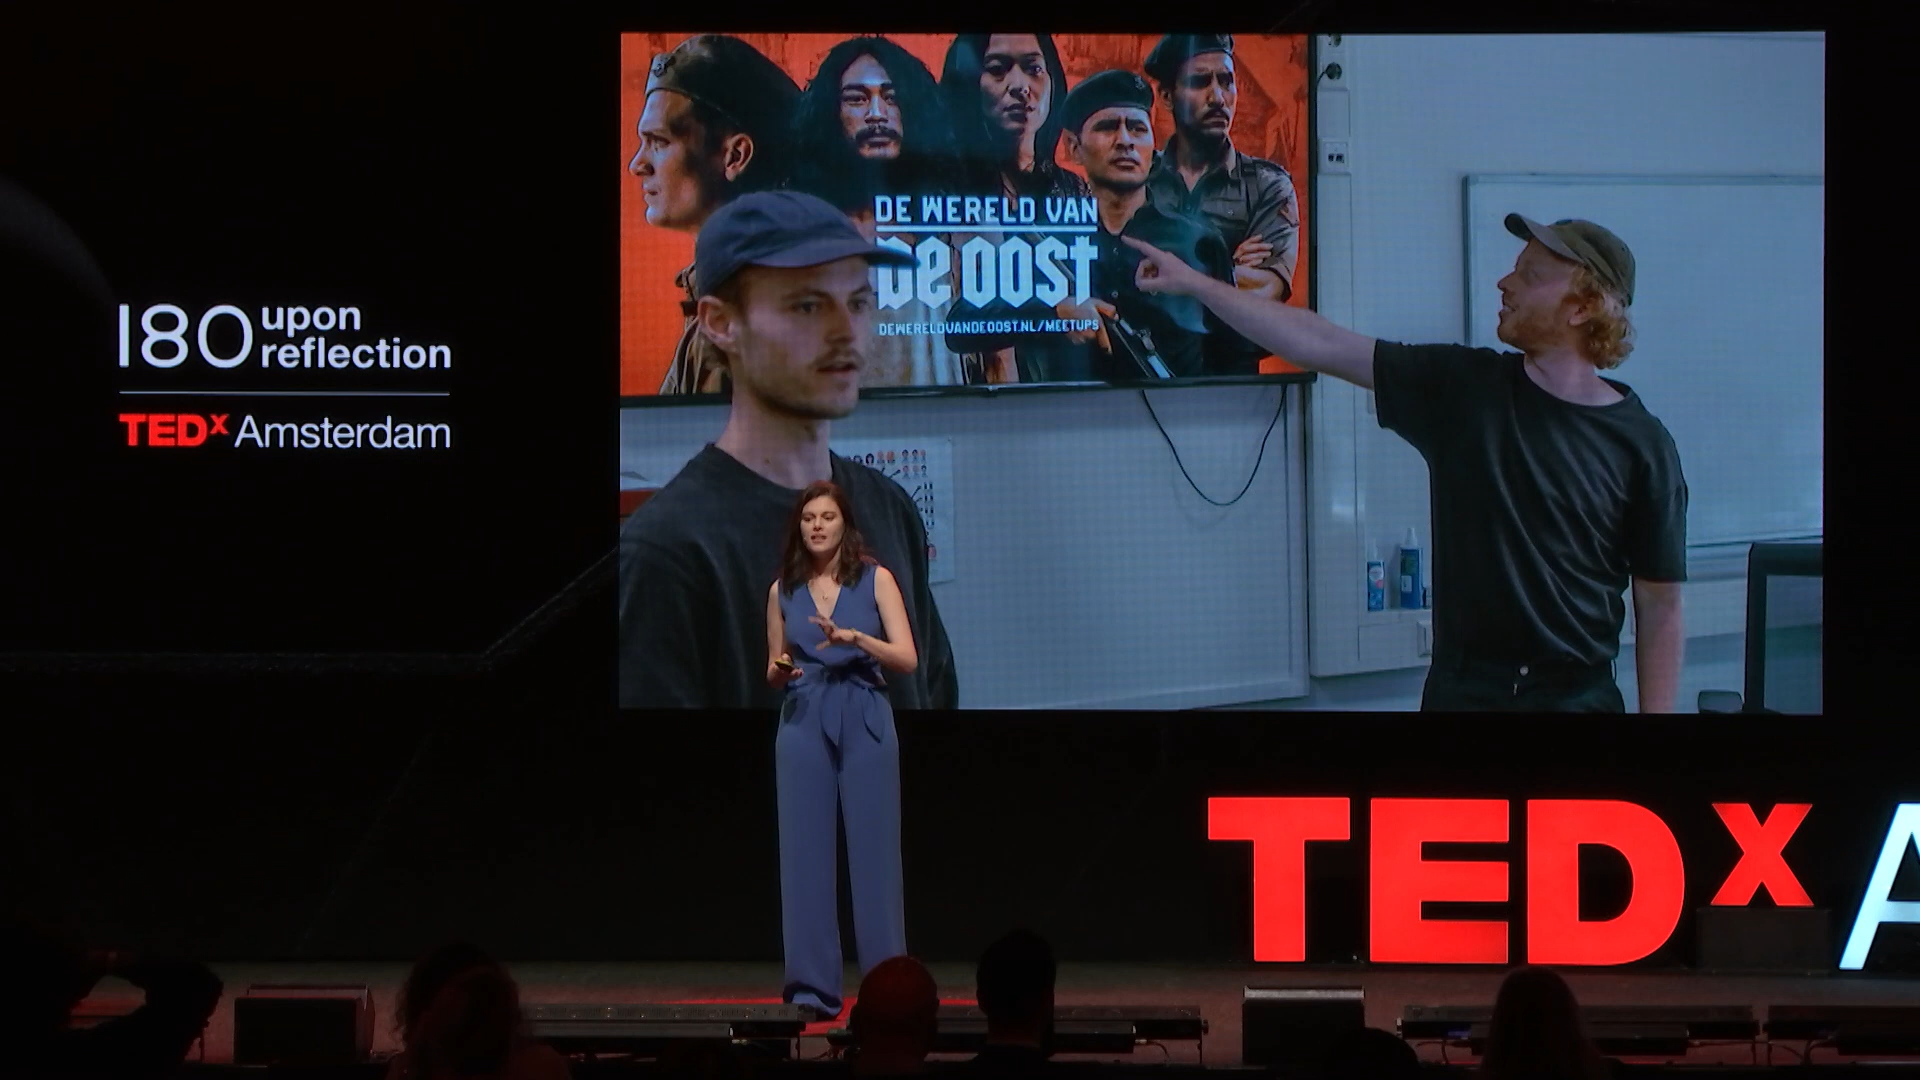 180 upon
reflection
TEDx Amsterdam
DE WERELD VAN
DE OOST
DEWERELDVANDEOOST.NL/MEETUPS
TEDx A